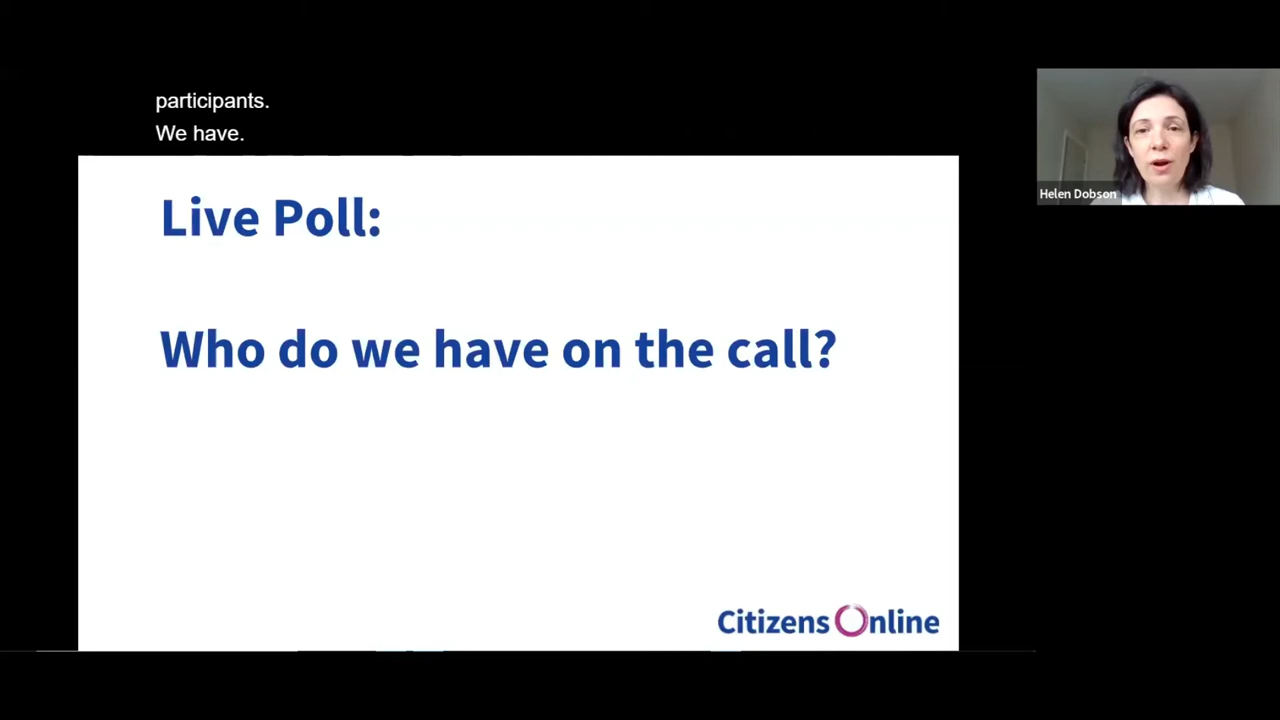 participants.
We have.
Helen Dobson
Live Poll:
Who do we have on the call?
Citizens Online